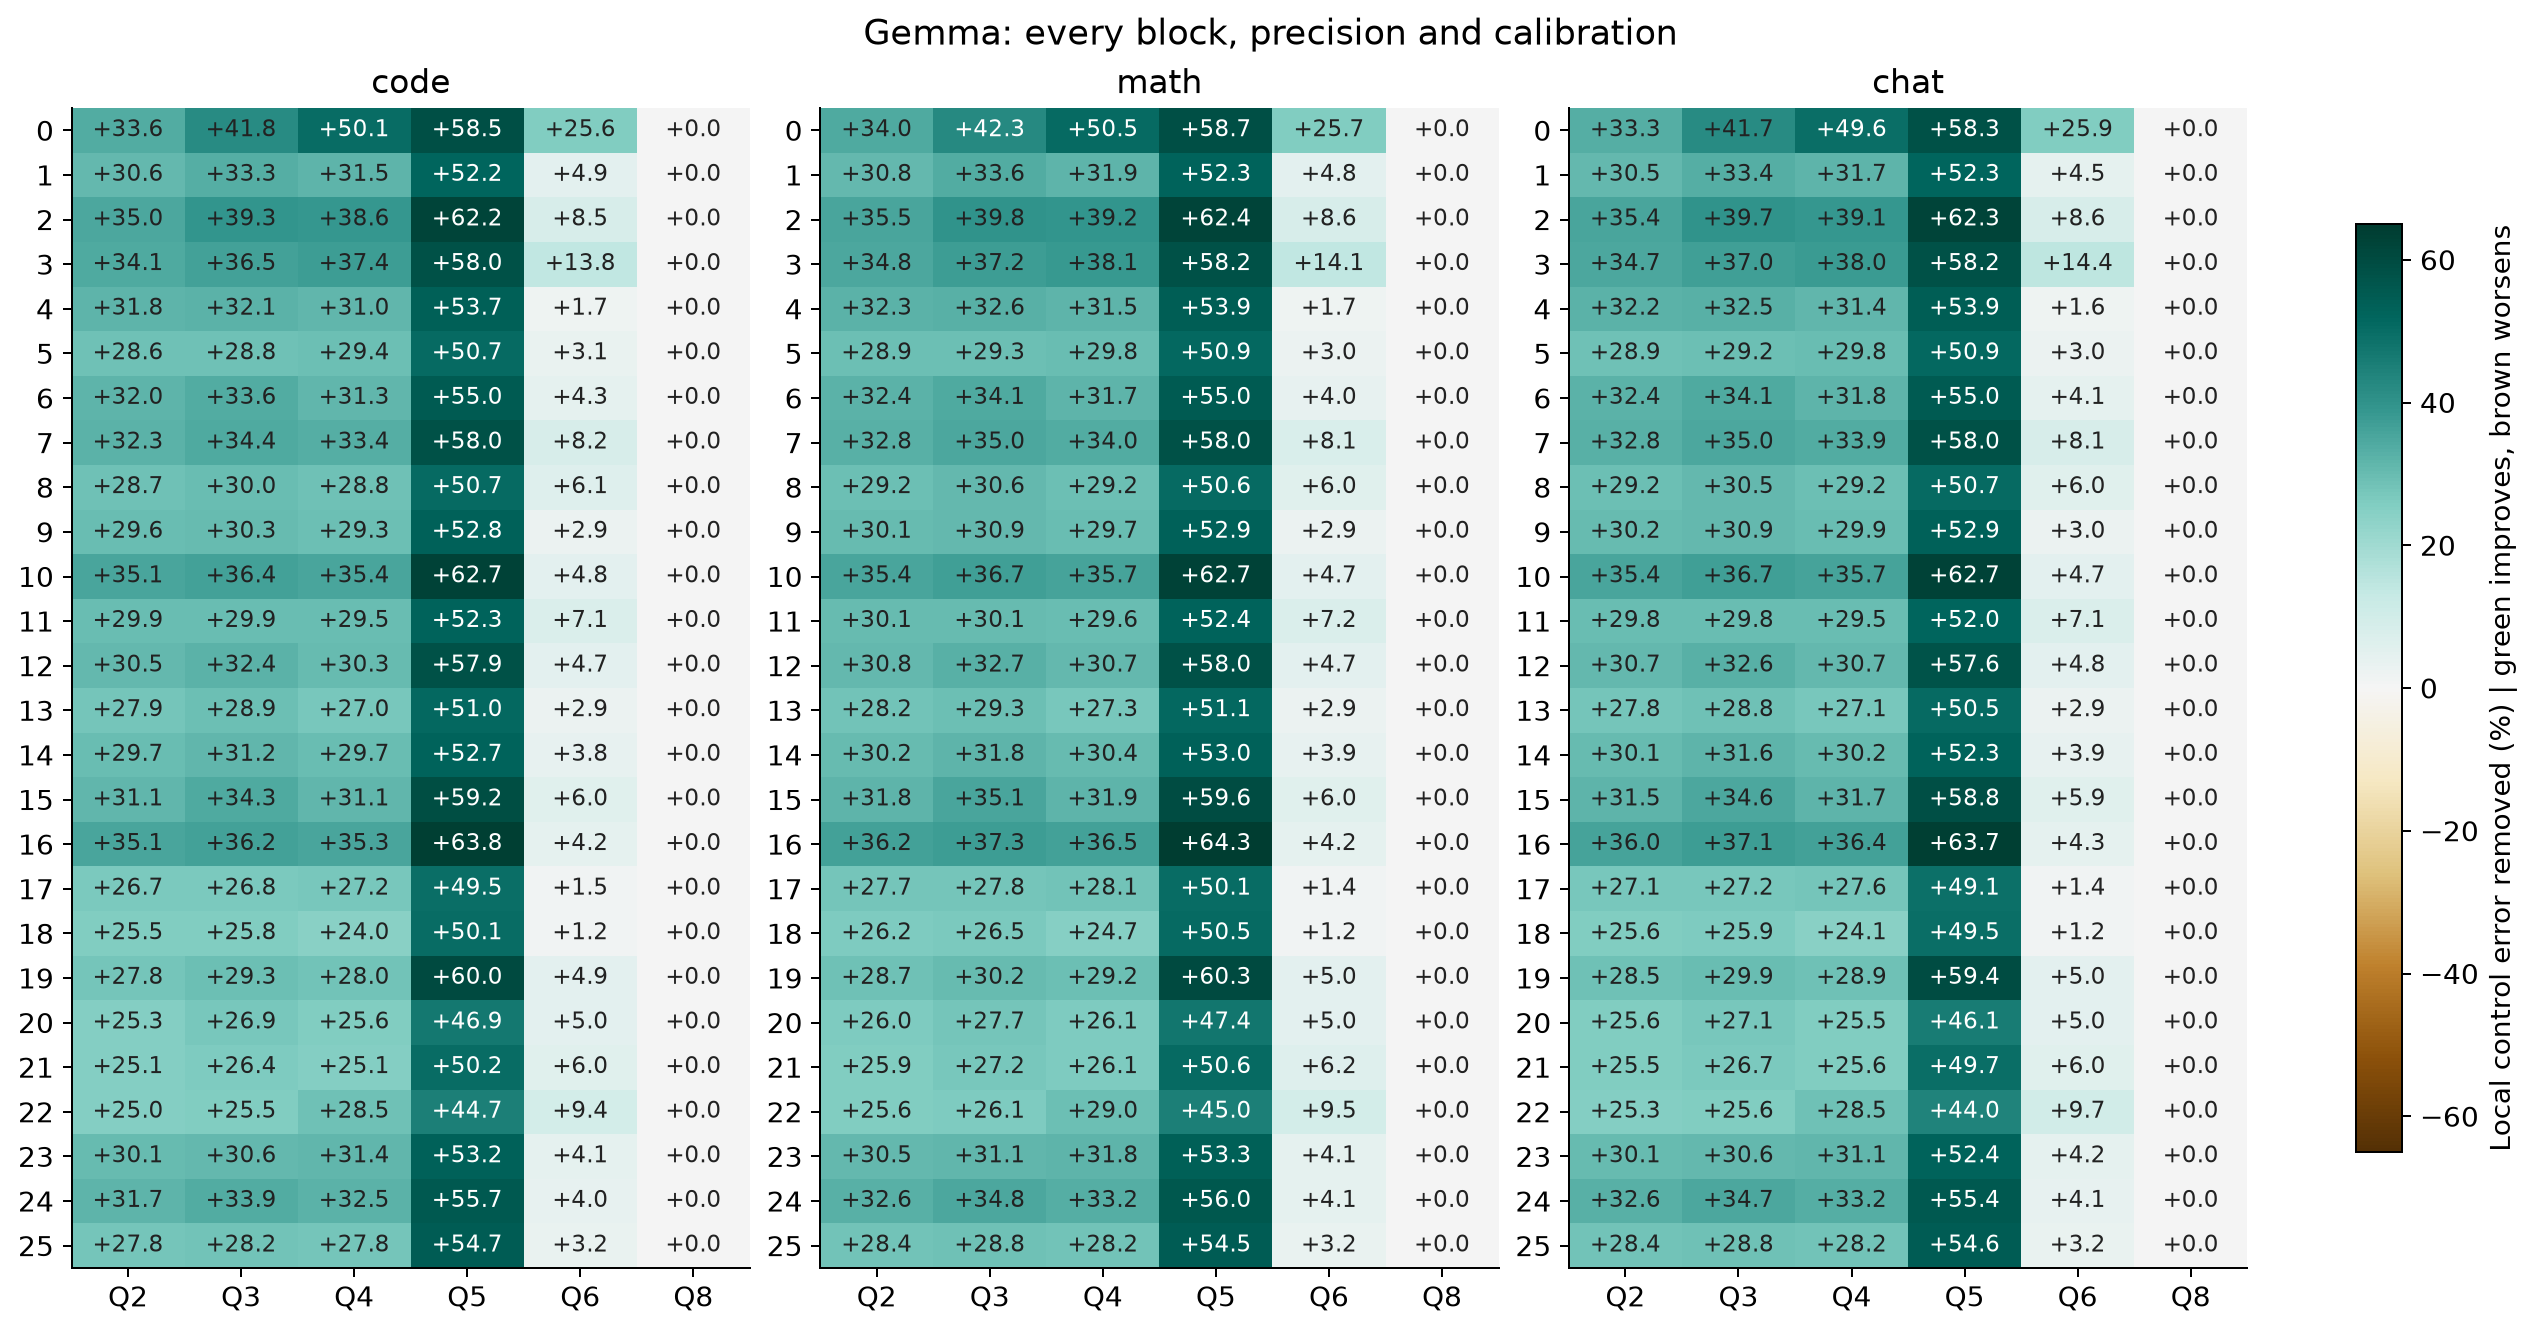 Gemma: every block, precision and calibration
code math chat
0 +33.6 +41.8 +50.1 +58.5 +25.6 +0.0 0 +34.0 +42.3 +50.5 +58.7 +25.7 +0.0 0 +33.3 +41.7 +49.6 +58.3 +25.9 +0.0
1 +30.6 +33.3 +31.5 +52.2 +4.9 +0.0 1 +30.8 +33.6 +31.9 +52.3 +4.8 +0.0 1 +30.5 +33.4 +31.7 +52.3 +4.5 +0.0
2 +35.0 +39.3 +38.6 +62.2 +8.5 +0.0 2 +35.5 +39.8 +39.2 +62.4 +8.6 +0.0 2 +35.4 +39.7 +39.1 +62.3 +8.6 +0.0
3 +34.1 +36.5 +37.4 +58.0 +13.8 +0.0 3 +34.8 +37.2 +38.1 +58.2 +14.1 +0.0 3 +34.7 +37.0 +38.0 +58.2 +14.4 +0.0
4 +31.8 +32.1 +31.0 +53.7 +1.7 +0.0 4 +32.3 +32.6 +31.5 +53.9 +1.7 +0.0 4 +32.2 +32.5 +31.4 +53.9 +1.6 +0.0
5 +28.6 +28.8 +29.4 +50.7 +3.1 +0.0 5 +28.9 +29.3 +29.8 +50.9 +3.0 +0.0 5 +28.9 +29.2 +29.8 +50.9 +3.0 +0.0
6 +32.0 +33.6 +31.3 +55.0 +4.3 +0.0 6 +32.4 +34.1 +31.7 +55.0 +4.0 +0.0 6 +32.4 +34.1 +31.8 +55.0 +4.1 +0.0
7 +32.3 +34.4 +33.4 +58.0 +8.2 +0.0 7 +32.8 +35.0 +34.0 +58.0 +8.1 +0.0 7 +32.8 +35.0 +33.9 +58.0 +8.1 +0.0
8 +28.7 +30.0 +28.8 +50.7 +6.1 +0.0 8 +29.2 +30.6 +29.2 +50.6 +6.0 +0.0 8 +29.2 +30.5 +29.2 +50.7 +6.0 +0.0
9 +29.6 +30.3 +29.3 +52.8 +2.9 +0.0 9 +30.1 +30.9 +29.7 +52.9 +2.9 +0.0 9 +30.2 +30.9 +29.9 +52.9 +3.0 +0.0
10 +35.1 +36.4 +35.4 +62.7 +4.8 +0.0 10 +35.4 +36.7 +35.7 +62.7 +4.7 +0.0 10 +35.4 +36.7 +35.7 +62.7 +4.7 +0.0
11 +29.9 +29.9 +29.5 +52.3 +7.1 +0.0 11 +30.1 +30.1 +29.6 +52.4 +7.2 +0.0 11 +29.8 +29.8 +29.5 +52.0 +7.1 +0.0
12 +30.5 +32.4 +30.3 +57.9 +4.7 +0.0 12 +30.8 +32.7 +30.7 +58.0 +4.7 +0.0 12 +30.7 +32.6 +30.7 +57.6 +4.8 +0.0
13 +27.9 +28.9 +27.0 +51.0 +2.9 +0.0 13 +28.2 +29.3 +27.3 +51.1 +2.9 +0.0 13 +27.8 +28.8 +27.1 +50.5 +2.9 +0.0
14 +29.7 +31.2 +29.7 +52.7 +3.8 +0.0 14 +30.2 +31.8 +30.4 +53.0 +3.9 +0.0 14 +30.1 +31.6 +30.2 +52.3 +3.9 +0.0
15 +31.1 +34.3 +31.1 +59.2 +6.0 +0.0 15 +31.8 +35.1 +31.9 +59.6 +6.0 +0.0 15 +31.5 +34.6 +31.7 +58.8 +5.9 +0.0
16 +35.1 +36.2 +35.3 +63.8 +4.2 +0.0 16 +36.2 +37.3 +36.5 +64.3 +4.2 +0.0 16 +36.0 +37.1 +36.4 +63.7 +4.3 +0.0
17 +26.7 +26.8 +27.2 +49.5 +1.5 +0.0 17 +27.7 +27.8 +28.1 +50.1 +1.4 +0.0 17 +27.1 +27.2 +27.6 +49.1 +1.4 +0.0
18 +25.5 +25.8 +24.0 +50.1 +1.2 +0.0 18 +26.2 +26.5 +24.7 +50.5 +1.2 +0.0 18 +25.6 +25.9 +24.1 +49.5 +1.2 +0.0
19 +27.8 +29.3 +28.0 +60.0 +4.9 +0.0 19 +28.7 +30.2 +29.2 +60.3 +5.0 +0.0 19 +28.5 +29.9 +28.9 +59.4 +5.0 +0.0
20 +25.3 +26.9 +25.6 +46.9 +5.0 +0.0 20 +26.0 +27.7 +26.1 +47.4 +5.0 +0.0 20 +25.6 +27.1 +25.5 +46.1 +5.0 +0.0
21 +25.1 +26.4 +25.1 +50.2 +6.0 +0.0 21 +25.9 +27.2 +26.1 +50.6 +6.2 +0.0 21 +25.5 +26.7 +25.6 +49.7 +6.0 +0.0
22 +25.0 +25.5 +28.5 +44.7 +9.4 +0.0 22 +25.6 +26.1 +29.0 +45.0 +9.5 +0.0 22 +25.3 +25.6 +28.5 +44.0 +9.7 +0.0
23 +30.1 +30.6 +31.4 +53.2 +4.1 +0.0 23 +30.5 +31.1 +31.8 +53.3 +4.1 +0.0 23 +30.1 +30.6 +31.1 +52.4 +4.2 +0.0
24 +31.7 +33.9 +32.5 +55.7 +4.0 +0.0 24 +32.6 +34.8 +33.2 +56.0 +4.1 +0.0 24 +32.6 +34.7 +33.2 +55.4 +4.1 +0.0
25 +27.8 +28.2 +27.8 +54.7 +3.2 +0.0 25 +28.4 +28.8 +28.2 +54.5 +3.2 +0.0 25 +28.4 +28.8 +28.2 +54.6 +3.2 +0.0
Q2 Q3 Q4 Q5 Q6 Q8 Q2 Q3 Q4 Q5 Q6 Q8 Q2 Q3 Q4 Q5 Q6 Q8
60
40
20
0
−20
−40
−60
Local control error removed (%) | green improves, brown worsens